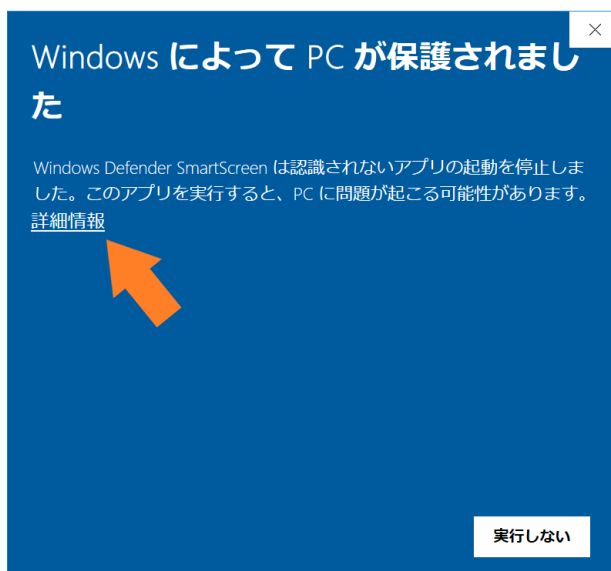 Windows によって PC が保護されまし
た
Windows Defender SmartScreen は認識されないアプリの起動を停止しま
した。このアプリを実行すると、PC に問題が起こる可能性があります。
詳細情報
実行しない